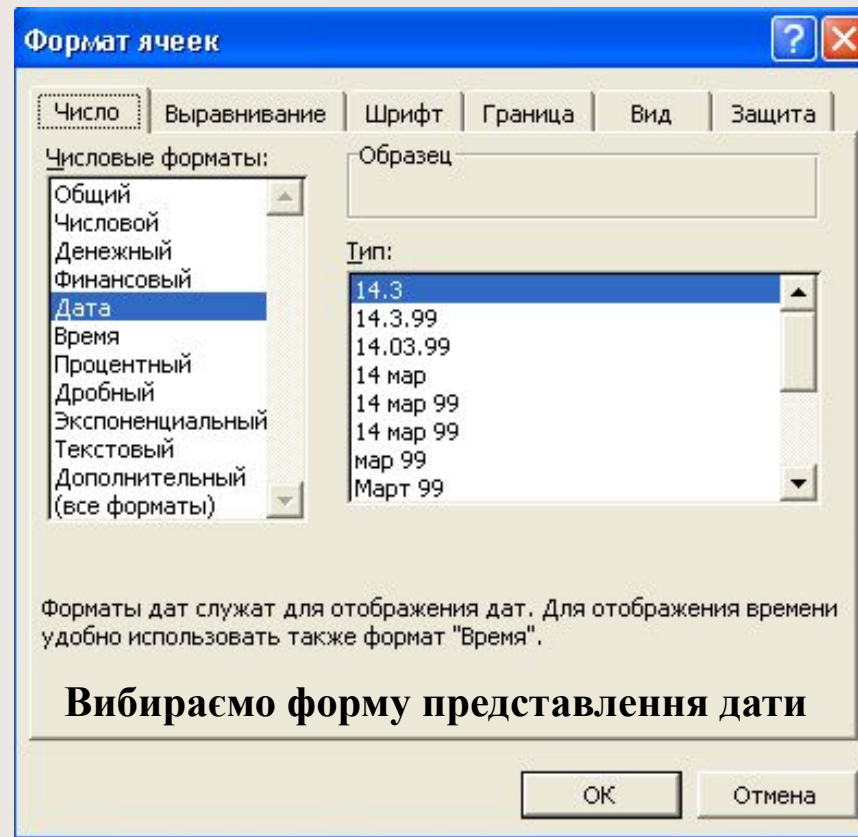 Формат ячеек
Число Выравнивание Шрифт Граница Вид Защита
Числовые форматы:
Общий
Числовой
Денежный
Финансовый
Дата
Время
Процентный
Дробный
Экспоненциальный
Текстовый
Дополнительный
(все форматы)
Образец
Тип:
14.3
14.3.99
14.03.99
14 мар
14 мар 99
14 мар 99
мар 99
Март 99
Форматы дат служат для отображения дат. Для отображения времени
удобно использовать также формат "Время".
Вибираємо форму представлення дати
ОК Отмена